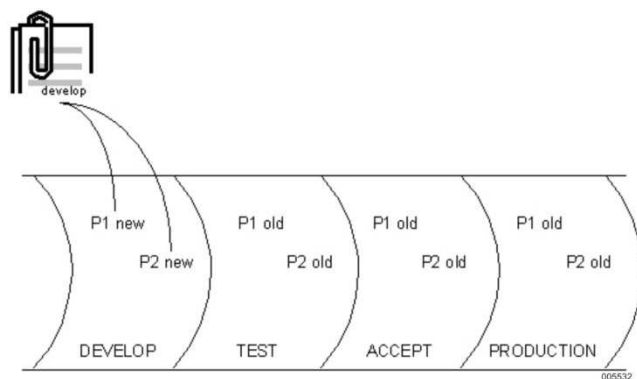 develop
P1 new P1 old P1 old P1 old
P2 new P2 old P2 old P2 old
DEVELOP TEST ACCEPT PRODUCTION
005532